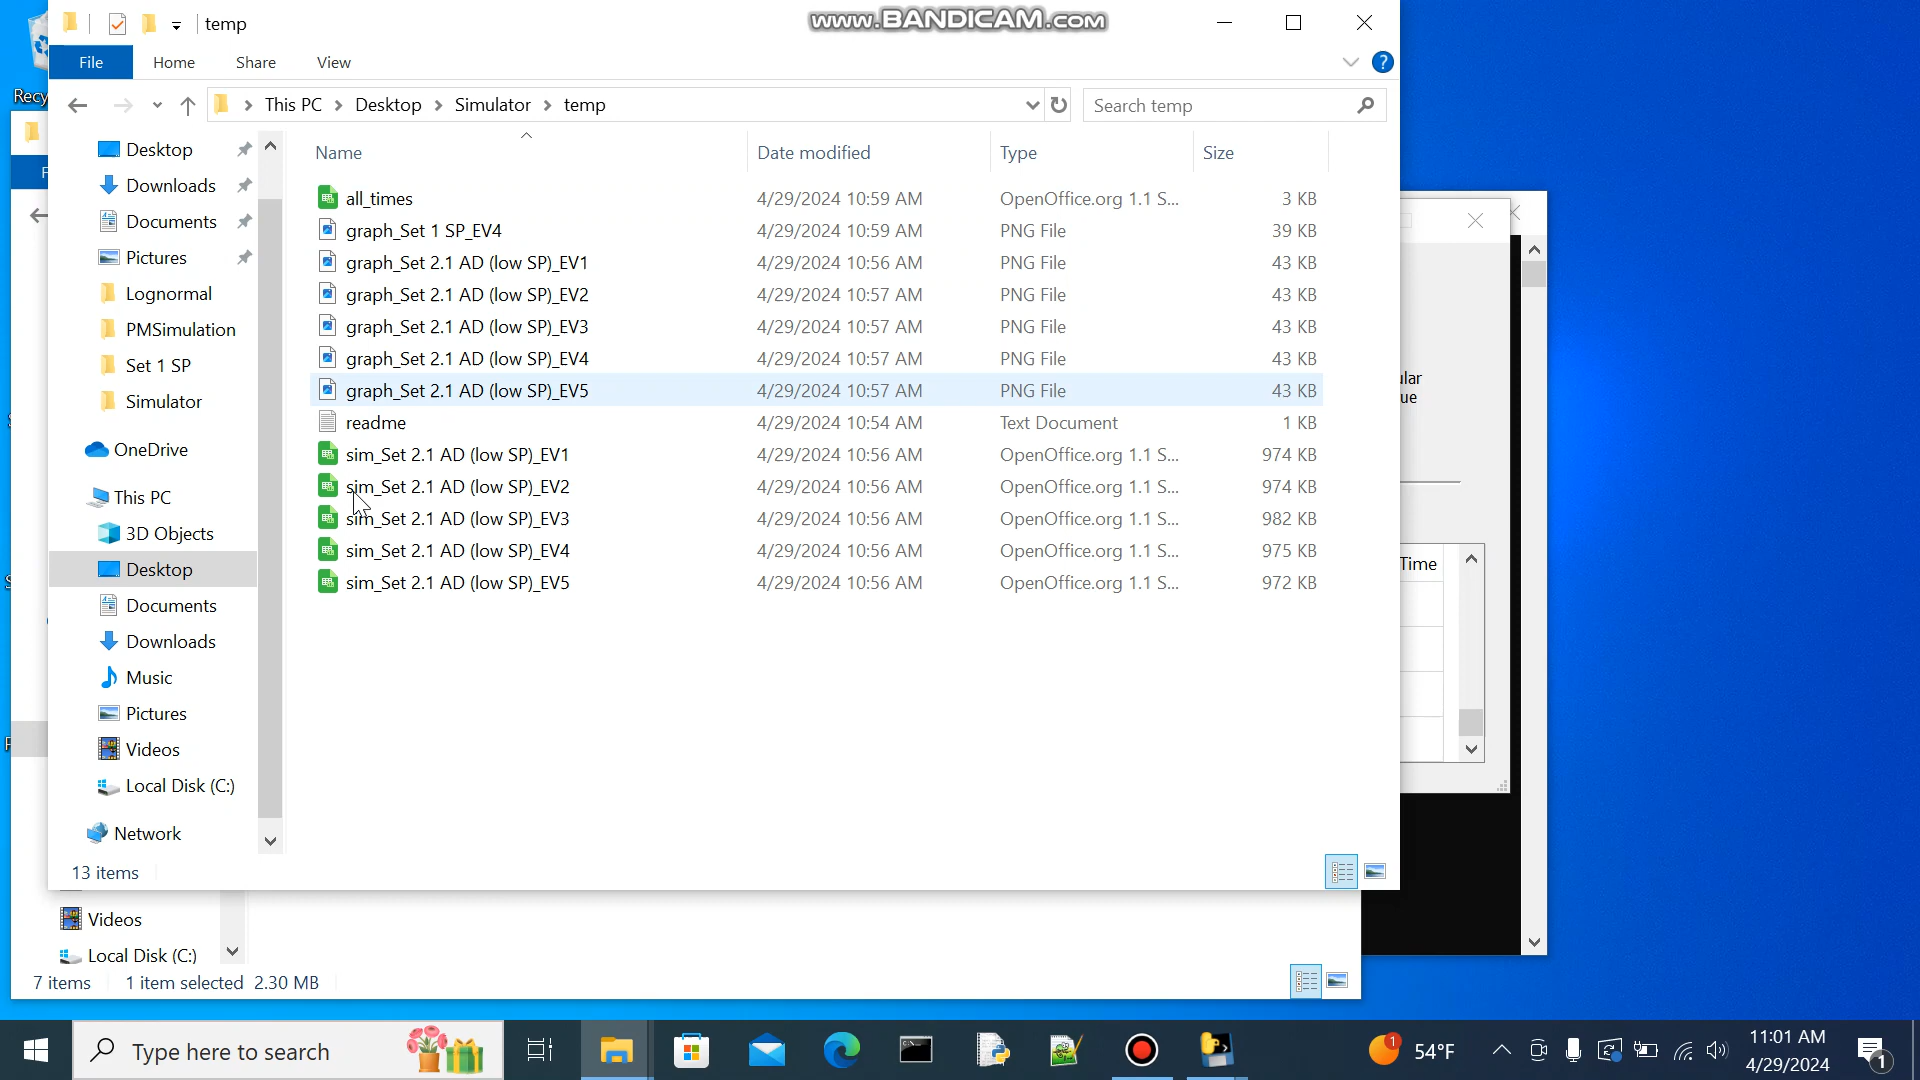 temp
www.BANDICAM.com
File
Home
Share
View
This PC
Desktop
Simulator
temp
Search temp
Recy
Desktop
Downloads
Documents
Pictures
Lognormal
PMSimulation
Set 1 SP
Simulator
OneDrive
This PC
3D Objects
Desktop
Documents
Downloads
Music
Pictures
Videos
Local Disk (C:)
Network
Name Date modified Type Size
all_times 4/29/2024 10:59 AM OpenOffice.org 1.1 S... 3 KB
graph_Set 1 SP_EV4 4/29/2024 10:59 AM PNG File 39 KB
graph_Set 2.1 AD (low SP)_EV1 4/29/2024 10:56 AM PNG File 43 KB
graph_Set 2.1 AD (low SP)_EV2 4/29/2024 10:57 AM PNG File 43 KB
graph_Set 2.1 AD (low SP)_EV3 4/29/2024 10:57 AM PNG File 43 KB
graph_Set 2.1 AD (low SP)_EV4 4/29/2024 10:57 AM PNG File 43 KB
graph_Set 2.1 AD (low SP)_EV5 4/29/2024 10:57 AM PNG File 43 KB
readme 4/29/2024 10:54 AM Text Document 1 KB
sim_Set 2.1 AD (low SP)_EV1 4/29/2024 10:56 AM OpenOffice.org 1.1 S... 974 KB
sim_Set 2.1 AD (low SP)_EV2 4/29/2024 10:56 AM OpenOffice.org 1.1 S... 974 KB
sim_Set 2.1 AD (low SP)_EV3 4/29/2024 10:56 AM OpenOffice.org 1.1 S... 982 KB
sim_Set 2.1 AD (low SP)_EV4 4/29/2024 10:56 AM OpenOffice.org 1.1 S... 975 KB
sim_Set 2.1 AD (low SP)_EV5 4/29/2024 10:56 AM OpenOffice.org 1.1 S... 972 KB
ular
ue
Time
13 items
Videos
Local Disk (C:)
7 items 1 item selected 2.30 MB
Type here to search
1
54°F
11:01 AM
4/29/2024
1